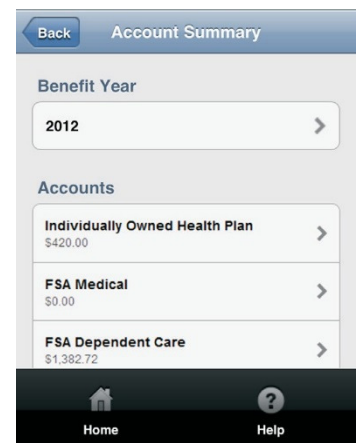 Back
Account Summary
Benefit Year
2012
Accounts
Individually Owned Health Plan
$420.00
FSA Medical
$0.00
FSA Dependent Care
$1,382.72
?
Home
Help